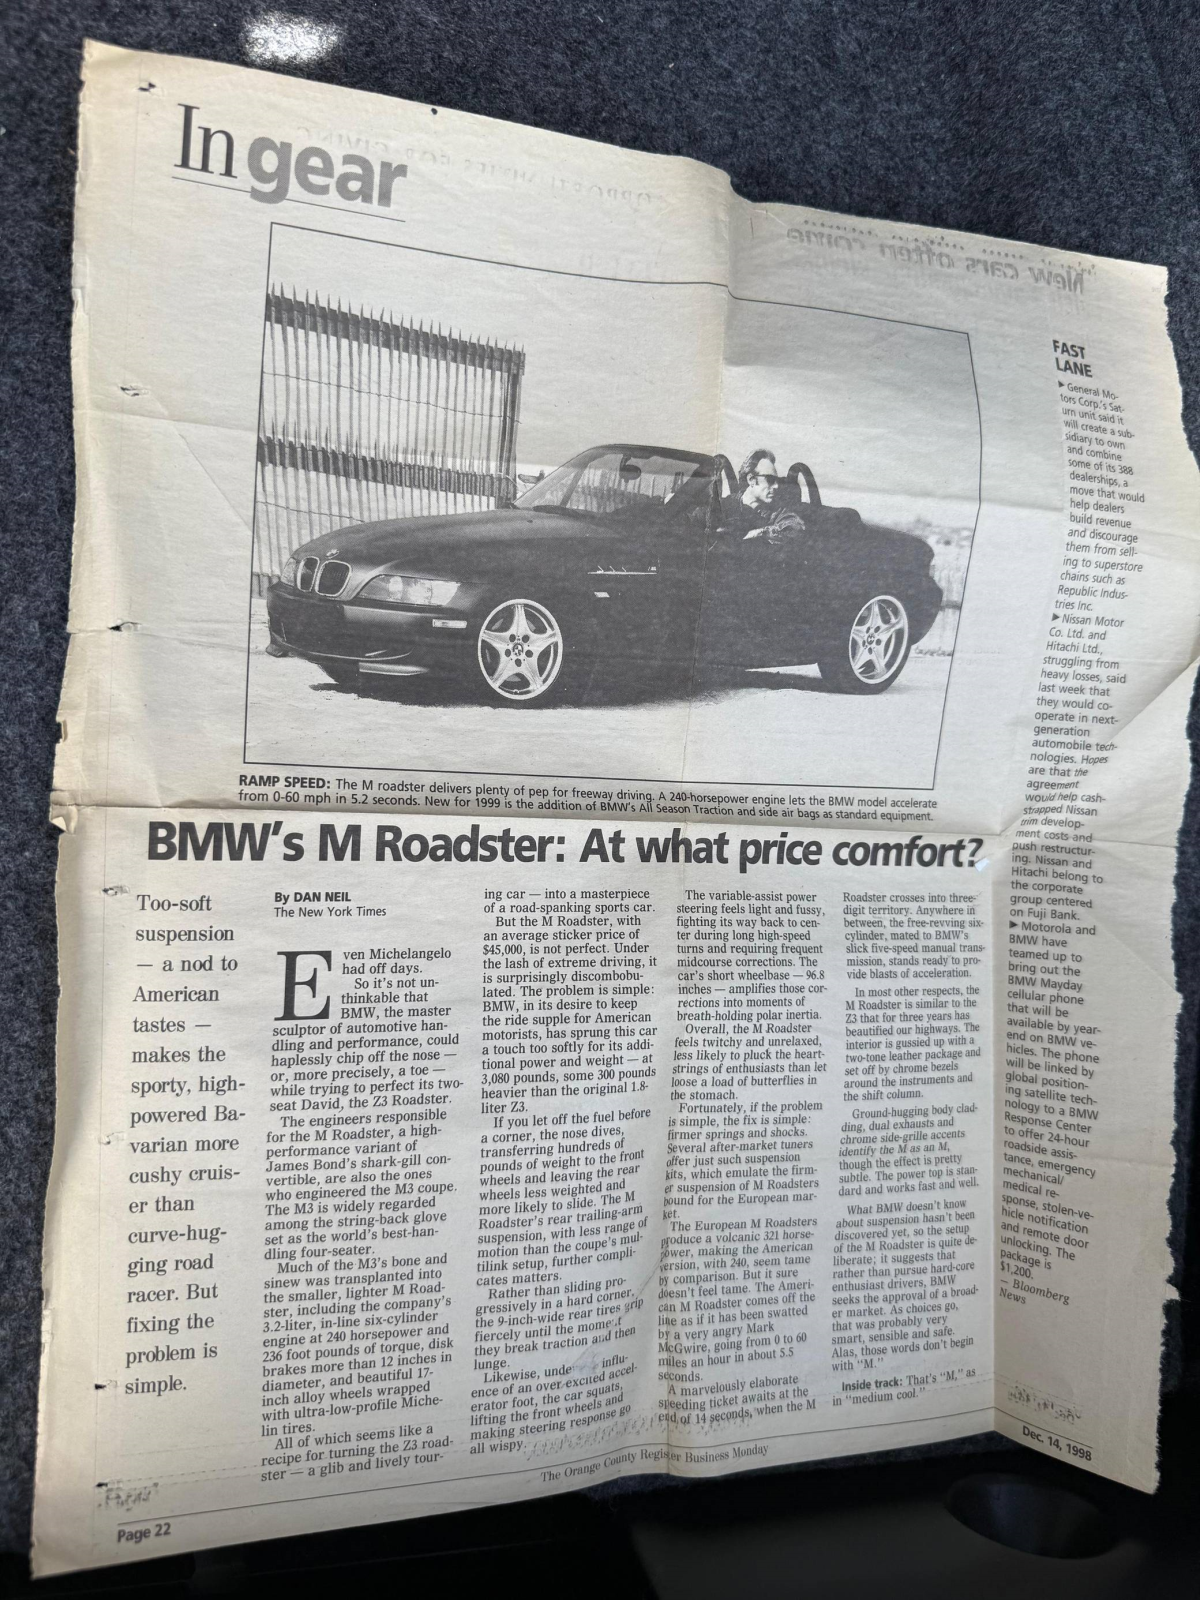 In gear
RAMP SPEED: The M roadster delivers plenty of pep for freeway driving. A 240-horsepower engine lets the BMW model accelerate
from 0-60 mph in 5.2 seconds. New for 1999 is the addition of BMW's All Season Traction and side air bags as standard equipment.
BMW's M Roadster: At what price comfort?
Too-soft
suspension
— a nod to
American
tastes —
makes the
sporty, high-
powered Ba-
varian more
cushy cruis-
er than
curve-hug-
ging road
racer. But
fixing the
problem is
simple.
By DAN NEIL
The New York Times
Even Michelangelo
had off days.
So it's not un-
thinkable that
BMW, the master
sculptor of automotive han-
dling and performance, could
haplessly chip off the nose —
or, more precisely, a toe —
while trying to perfect its two-
seat David, the Z3 Roadster.
The engineers responsible
for the M Roadster, a high-
performance variant of
James Bond's shark-gill con-
vertible, are also the ones
who engineered the M3 coupe.
The M3 is widely regarded
among the string-back glove
set as the world's best-han-
dling four-seater.
Much of the M3's bone and
sinew was transplanted into
the smaller, lighter M Road-
ster, including the company's
3.2-liter, in-line six-cylinder
engine at 240 horsepower and
236 foot pounds of torque, disk
brakes more than 12 inches in
diameter, and beautiful 17-
inch alloy wheels wrapped
with ultra-low-profile Miche-
lin tires.
All of which seems like a
recipe for turning the Z3 road-
ster — a glib and lively tour-
ing car — into a masterpiece
of a road-spanking sports car.
But the M Roadster, with
an average sticker price of
$45,000, is not perfect. Under
the lash of extreme driving, it
is surprisingly discombobu-
lated. The problem is simple:
BMW, in its desire to keep
the ride supple for American
motorists, has sprung this car
a touch too softly for its addi-
tional power and weight — at
3,080 pounds, some 300 pounds
heavier than the original 1.8-
liter Z3.
If you let off the fuel before
a corner, the nose dives,
transferring hundreds of
pounds of weight to the front
wheels and leaving the rear
wheels less weighted and
more likely to slide. The M
Roadster's rear trailing-arm
suspension, with less range of
motion than the coupe's mul-
tilink setup, further compli-
cates matters.
Rather than sliding pro-
gressively in a hard corner,
the 9-inch-wide rear tires grip
fiercely until the moment
they break traction and then
lunge.
Likewise, under influ-
ence of an over-excited accel-
erator foot, the car squats,
lifting the front wheels and
making steering response go
all wispy.
The variable-assist power
steering feels light and fussy,
fighting its way back to cen-
ter during long high-speed
turns and requiring frequent
midcourse corrections. The
car's short wheelbase — 96.8
inches — amplifies those cor-
rections into moments of
breath-holding polar inertia.
Overall, the M Roadster
feels twitchy and unrelaxed,
less likely to pluck the heart-
strings of enthusiasts than let
loose a load of butterflies in
the stomach.
Fortunately, if the problem
is simple, the fix is simple:
firmer springs and shocks.
Several after-market tuners
offer just such suspension
kits, which emulate the firm-
er suspension of M Roadsters
bound for the European mar-
ket.
The European M Roadsters
produce a volcanic 321 horse-
power, making the American
version, with 240, seem tame
by comparison. But it sure
doesn't feel tame. The Ameri-
can M Roadster comes off the
line as if it has been swatted
by a very angry Mark
McGwire, going from 0 to 60
miles an hour in about 5.5
seconds.
A marvelously elaborate
speeding ticket awaits at the
end of 14 seconds, when the M
Roadster crosses into three-
digit territory. Anywhere in
between, the free-revving six-
cylinder, mated to BMW's
slick five-speed manual trans-
mission, stands ready to pro-
vide blasts of acceleration.
In most other respects, the
M Roadster is similar to the
Z3 that for three years has
beautified our highways. The
interior is gussied up with a
two-tone leather package and
set off by chrome bezels
around the instruments and
the shift column.
Ground-hugging body clad-
ding, dual exhausts and
chrome side-grille accents
identify the M as an M,
though the effect is pretty
subtle. The power top is stan-
dard and works fast and well.
What BMW doesn't know
about suspension hasn't been
discovered yet, so the setup
of the M Roadster is quite de-
liberate; it suggests that
rather than pursue hard-core
enthusiast drivers, BMW
seeks the approval of a broad-
er market. As choices go,
that was probably very
smart, sensible and safe.
Alas, those words don't begin
with "M."
Inside track: That's "M," as
in "medium cool."
FAST
LANE
▶ General Mo-
tors Corp.'s Sat-
urn unit said it
will create a sub-
sidiary to own
and combine
some of its 388
dealerships, a
move that would
help dealers
build revenue
and discourage
them from sell-
ing to superstore
chains such as
Republic Indus-
tries Inc.
▶ Nissan Motor
Co. Ltd. and
Hitachi Ltd.,
struggling from
heavy losses, said
last week that
they would co-
operate in next-
generation
automobile tech-
nologies. Hopes
are that the
agreement
would help cash-
strapped Nissan
trim develop-
ment costs and
push restructur-
ing. Nissan and
Hitachi belong to
the corporate
group centered
on Fuji Bank.
▶ Motorola and
BMW have
teamed up to
bring out the
BMW Mayday
cellular phone
that will be
available by year-
end on BMW ve-
hicles. The phone
will be linked by
global position-
ing satellite tech-
nology to a BMW
Response Center
to offer 24-hour
roadside assis-
tance, emergency
mechanical/
medical re-
sponse, stolen-ve-
hicle notification
and remote door
unlocking. The
package is
$1,200.
— Bloomberg
News
Page 22
The Orange County Register Business Monday
Dec. 14, 1998